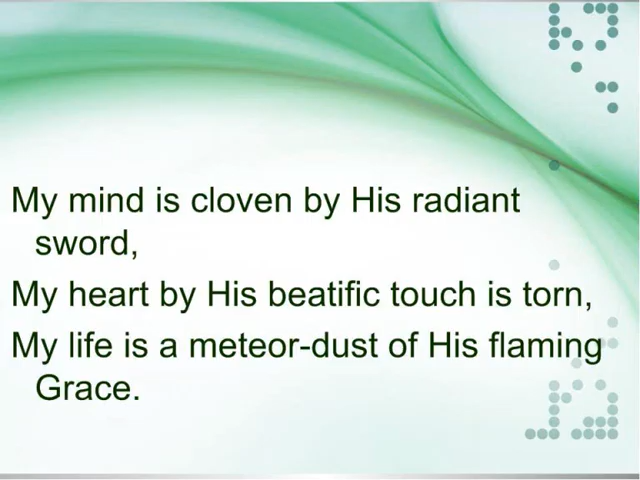 My mind is cloven by His radiant
sword,
My heart by His beatific touch is torn,
My life is a meteor-dust of His flaming
Grace.